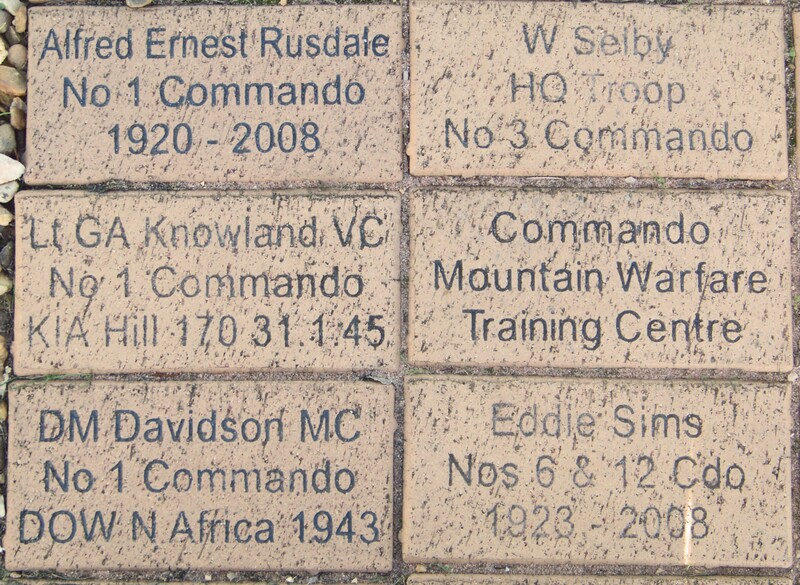 Alfred Ernest Rusdale
No 1 Commando
1920 - 2008
W Selby
HQ Troop
No 3 Commando
Lt GA Knowland VC
No 1 Commando
KIA Hill 170 31.1.45
Commando
Mountain Warfare
Training Centre
DM Davidson MC
No 1 Commando
DOW N Africa 1943
Eddie Sims
Nos 6 & 12 Cdo
1923 - 2008